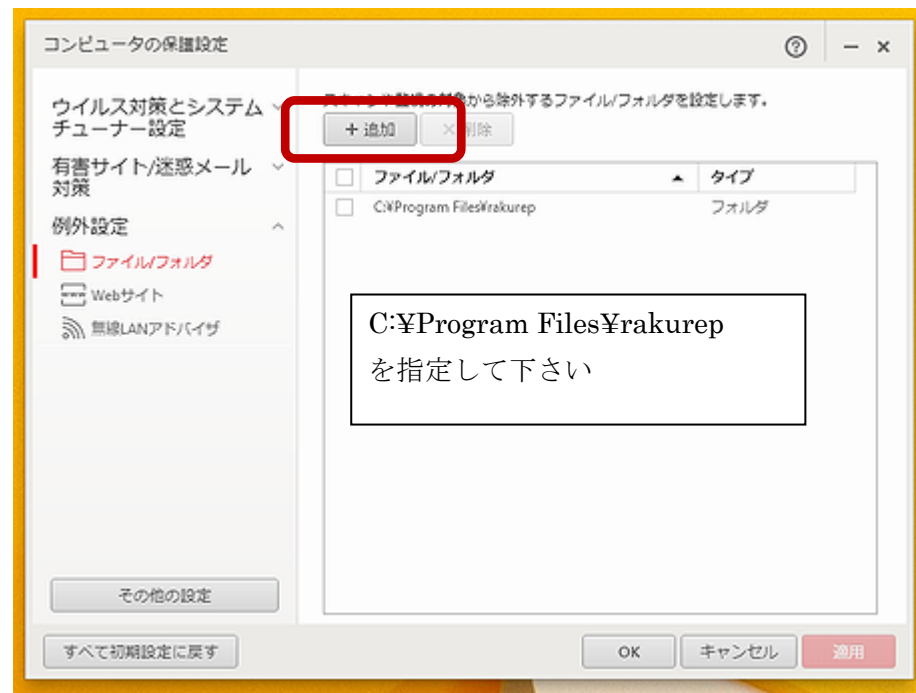 コンピュータの保護設定
ウイルス対策とシステム
チューナー設定
有害サイト/迷惑メール
対策
例外設定
ファイル/フォルダ
Webサイト
無線LANアドバイザ
その他の設定
から除外するファイル/フォルダを設定します。
+ 追加
× 削除
ファイル/フォルダ
タイプ
C:¥Program Files¥rakurep
フォルダ
C:¥Program Files¥rakurep
を指定して下さい
すべて初期設定に戻す
OK
キャンセル
適用